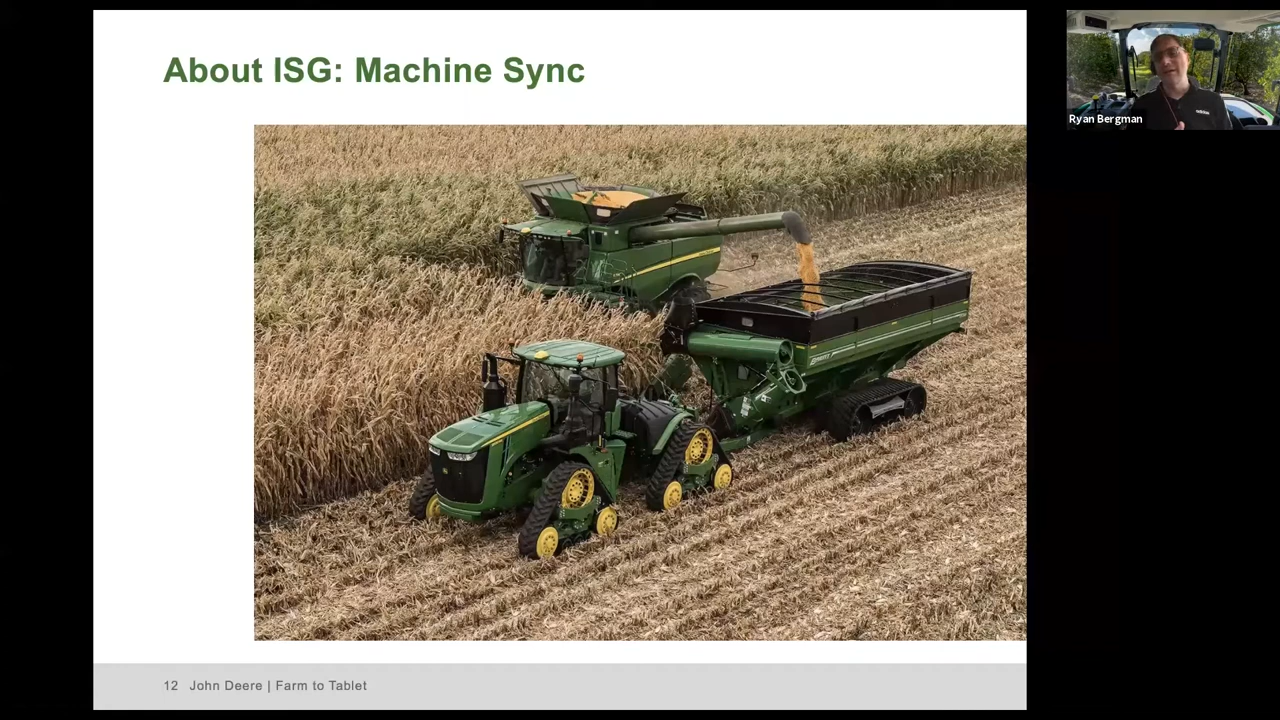 About ISG: Machine Sync
Ryan Bergman
12 John Deere | Farm to Tablet